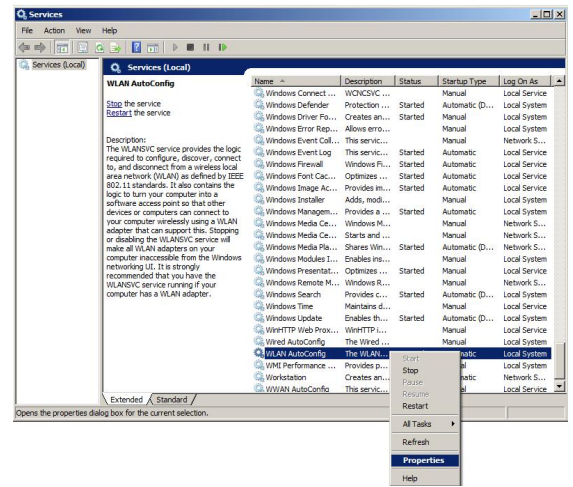 Services
File Action View Help
Services (Local)
Services (Local)
WLAN AutoConfig
Stop the service
Restart the service
Description:
The WLANSVC service provides the logic
required to configure, discover, connect
to, and disconnect from a wireless local
area network (WLAN) as defined by IEEE
802.11 standards. It also contains the
logic to turn your computer into a
software access point so that other
devices or computers can connect to
your computer wirelessly using a WLAN
adapter that can support this. Stopping
or disabling the WLANSVC service will
make all WLAN adapters on your
computer inaccessible from the Windows
networking UI. It is strongly
recommended that you have the
WLANSVC service running if your
computer has a WLAN adapter.
Name Description Status Startup Type Log On As
Windows Connect ... WCNCSVC ... Manual Local Service
Windows Defender Protection ... Started Automatic (D... Local System
Windows Driver Fo... Creates an... Started Manual Local System
Windows Error Rep... Allows erro... Manual Local System
Windows Event Coll... This servic... Manual Network S...
Windows Event Log This servic... Started Automatic Local Service
Windows Firewall Windows Fi... Started Automatic Local Service
Windows Font Cac... Optimizes ... Started Automatic Local Service
Windows Image Ac... Provides im... Started Automatic Local Service
Windows Installer Adds, modi... Manual Local System
Windows Managem... Provides a ... Started Automatic Local System
Windows Media Ce... Windows M... Manual Network S...
Windows Media Ce... Starts and ... Manual Network S...
Windows Media Pla... Shares Win... Started Automatic (D... Network S...
Windows Modules I... Enables ins... Manual Local System
Windows Presentat... Optimizes ... Started Manual Local Service
Windows Remote M... Windows R... Manual Network S...
Windows Search Provides c... Started Automatic (D... Local System
Windows Time Maintains d... Manual Local Service
Windows Update Enables th... Started Automatic (D... Local System
WinHTTP Web Prox... WinHTTP i... Manual Local Service
Wired AutoConfig The Wired ... Manual Local System
WLAN AutoConfig The WLAN... matic Local System
WMI Performance ... Provides p... al Local System
Workstation Creates an... matic Network S...
WWAN AutoConfig This servic... al Local Service
Start
Stop
Pause
Resume
Restart
All Tasks
Refresh
Properties
Help
Extended Standard
Opens the properties dialog box for the current selection.